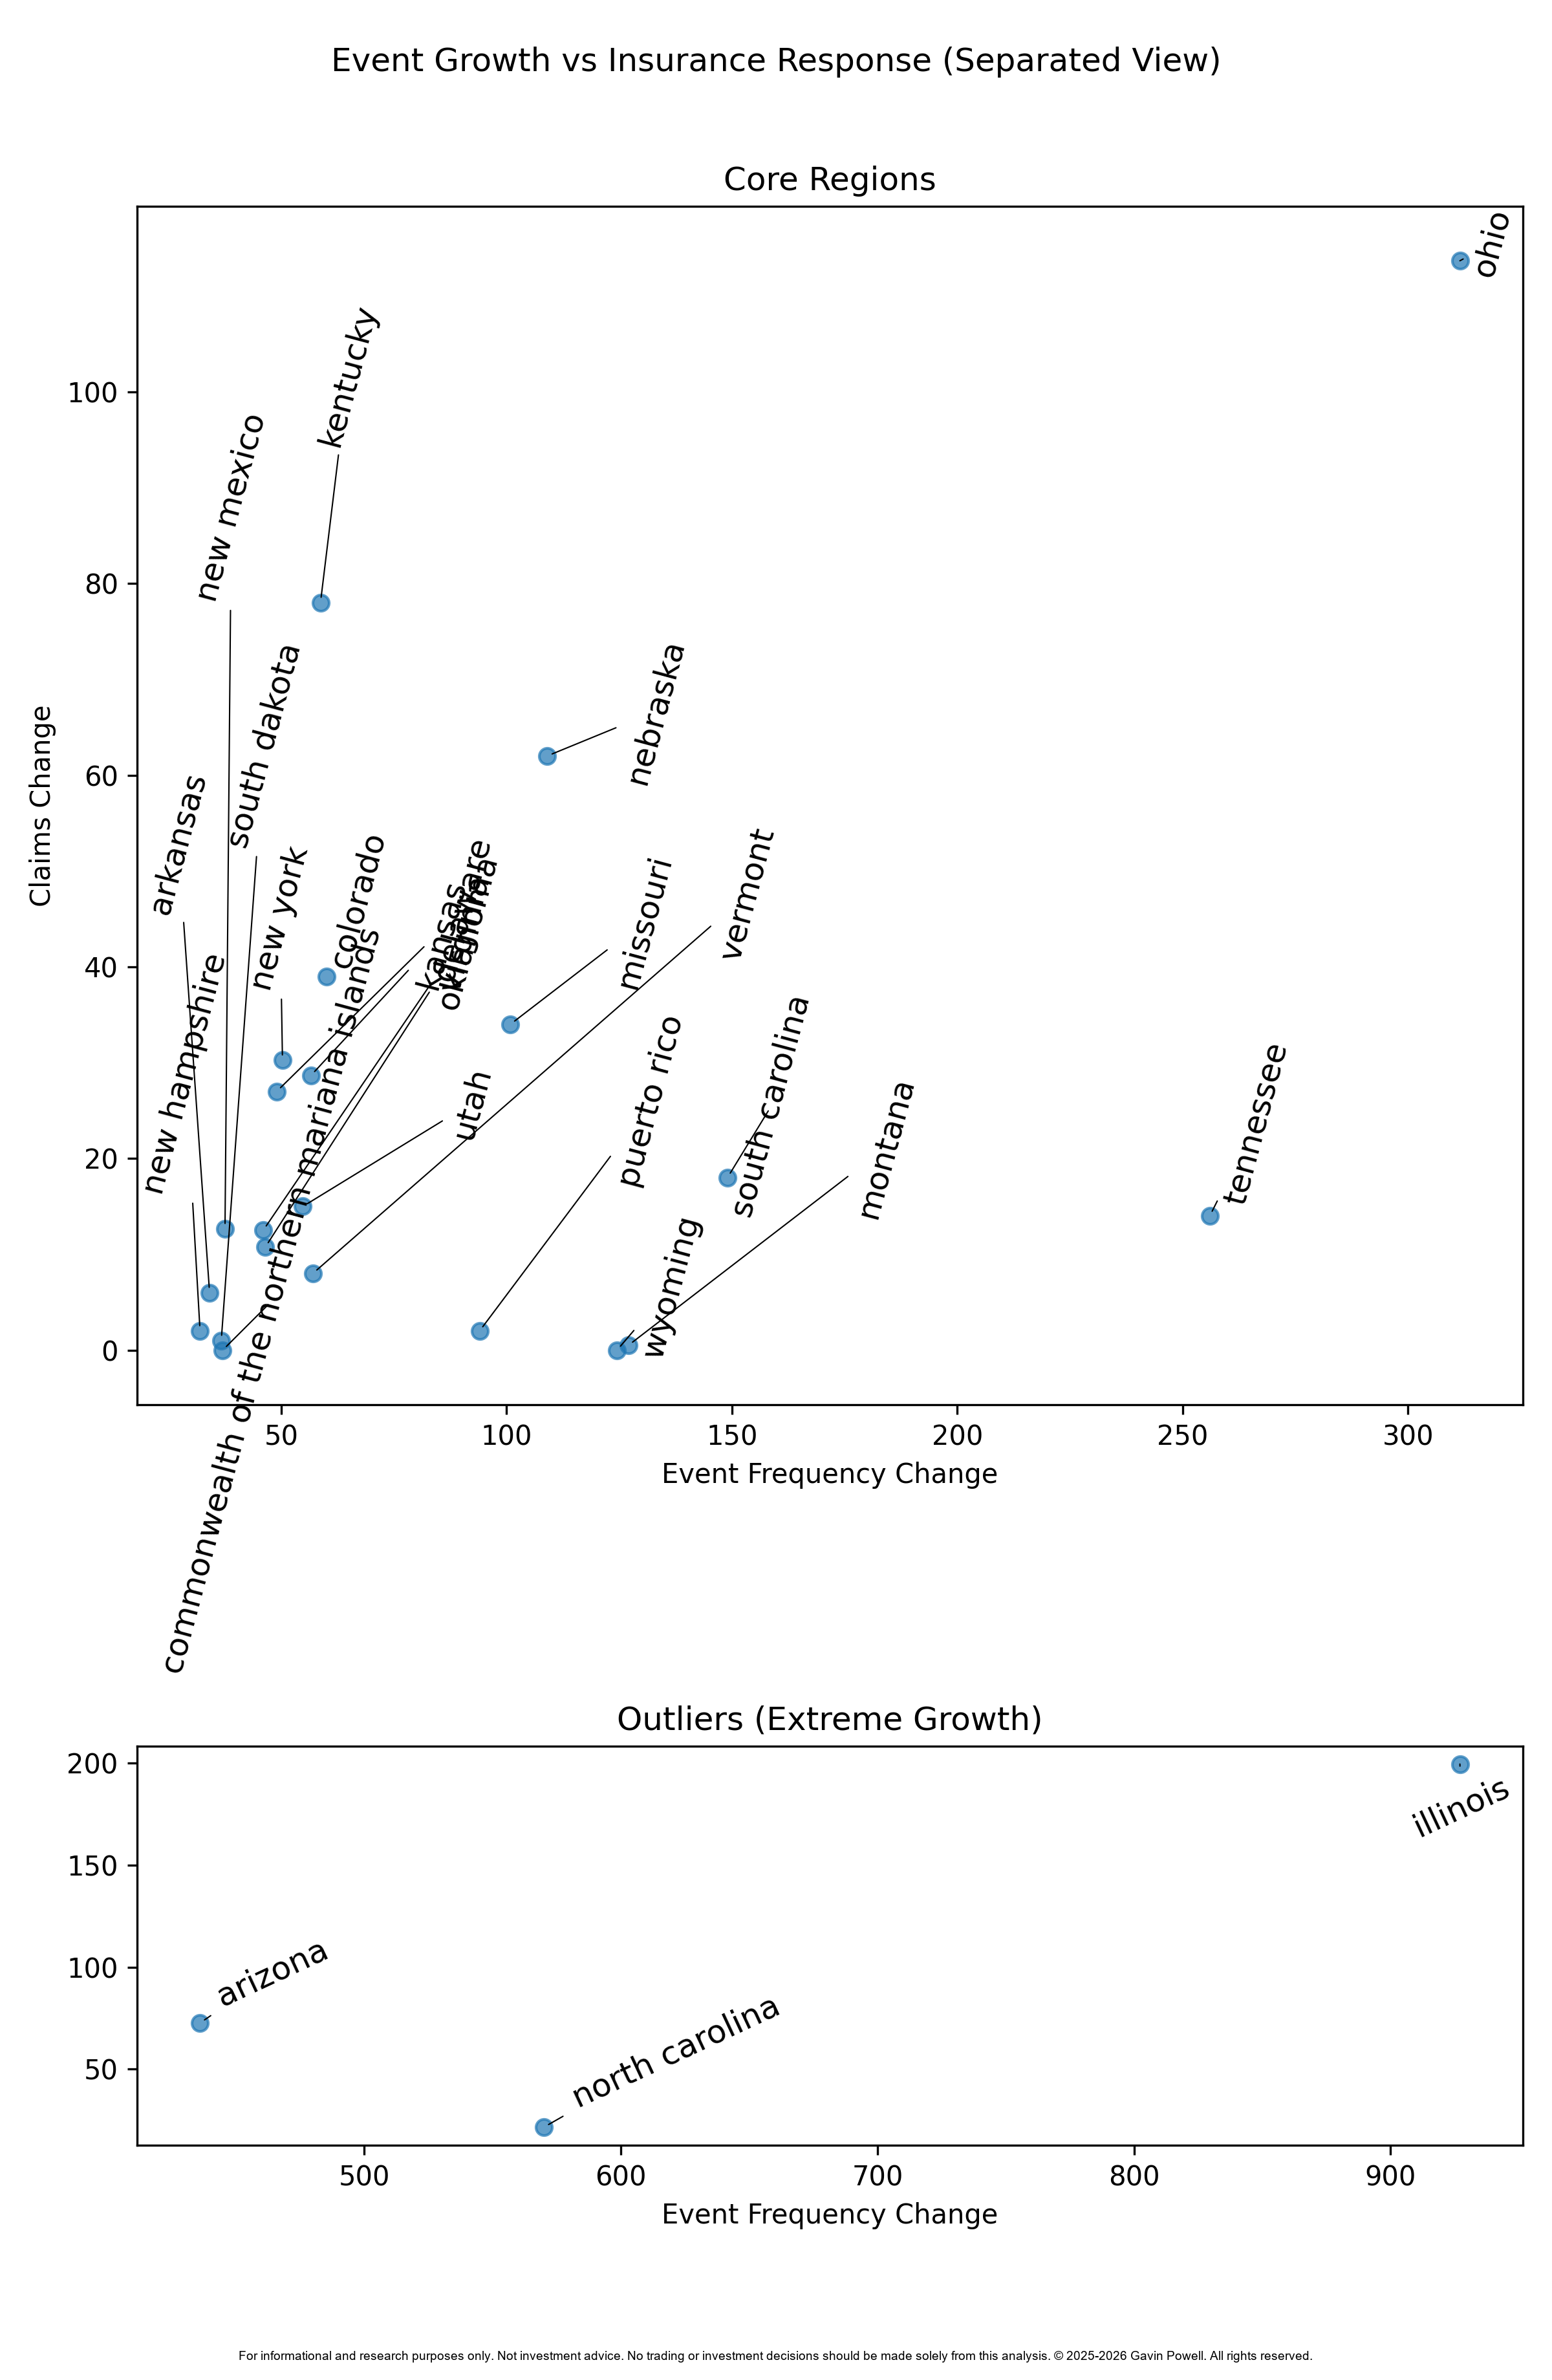 Event Growth vs Insurance Response (Separated View)
Core Regions
ohio
kentucky
new mexico
nebraska
south dakota
arkansas
vermont
colorado
new york
missouri
kansas
new hampshire
commonwealth of the northern mariana islands
puerto rico
south carolina
utah
montana
tennessee
wyoming
Claims Change
100
80
60
40
20
0
50
100
150
200
250
300
Event Frequency Change
Outliers (Extreme Growth)
200
150
100
50
illinois
arizona
north carolina
500
600
700
800
900
Event Frequency Change
For informational and research purposes only. Not investment advice. No trading or investment decisions should be made solely from this analysis. © 2025-2026 Gavin Powell. All rights reserved.